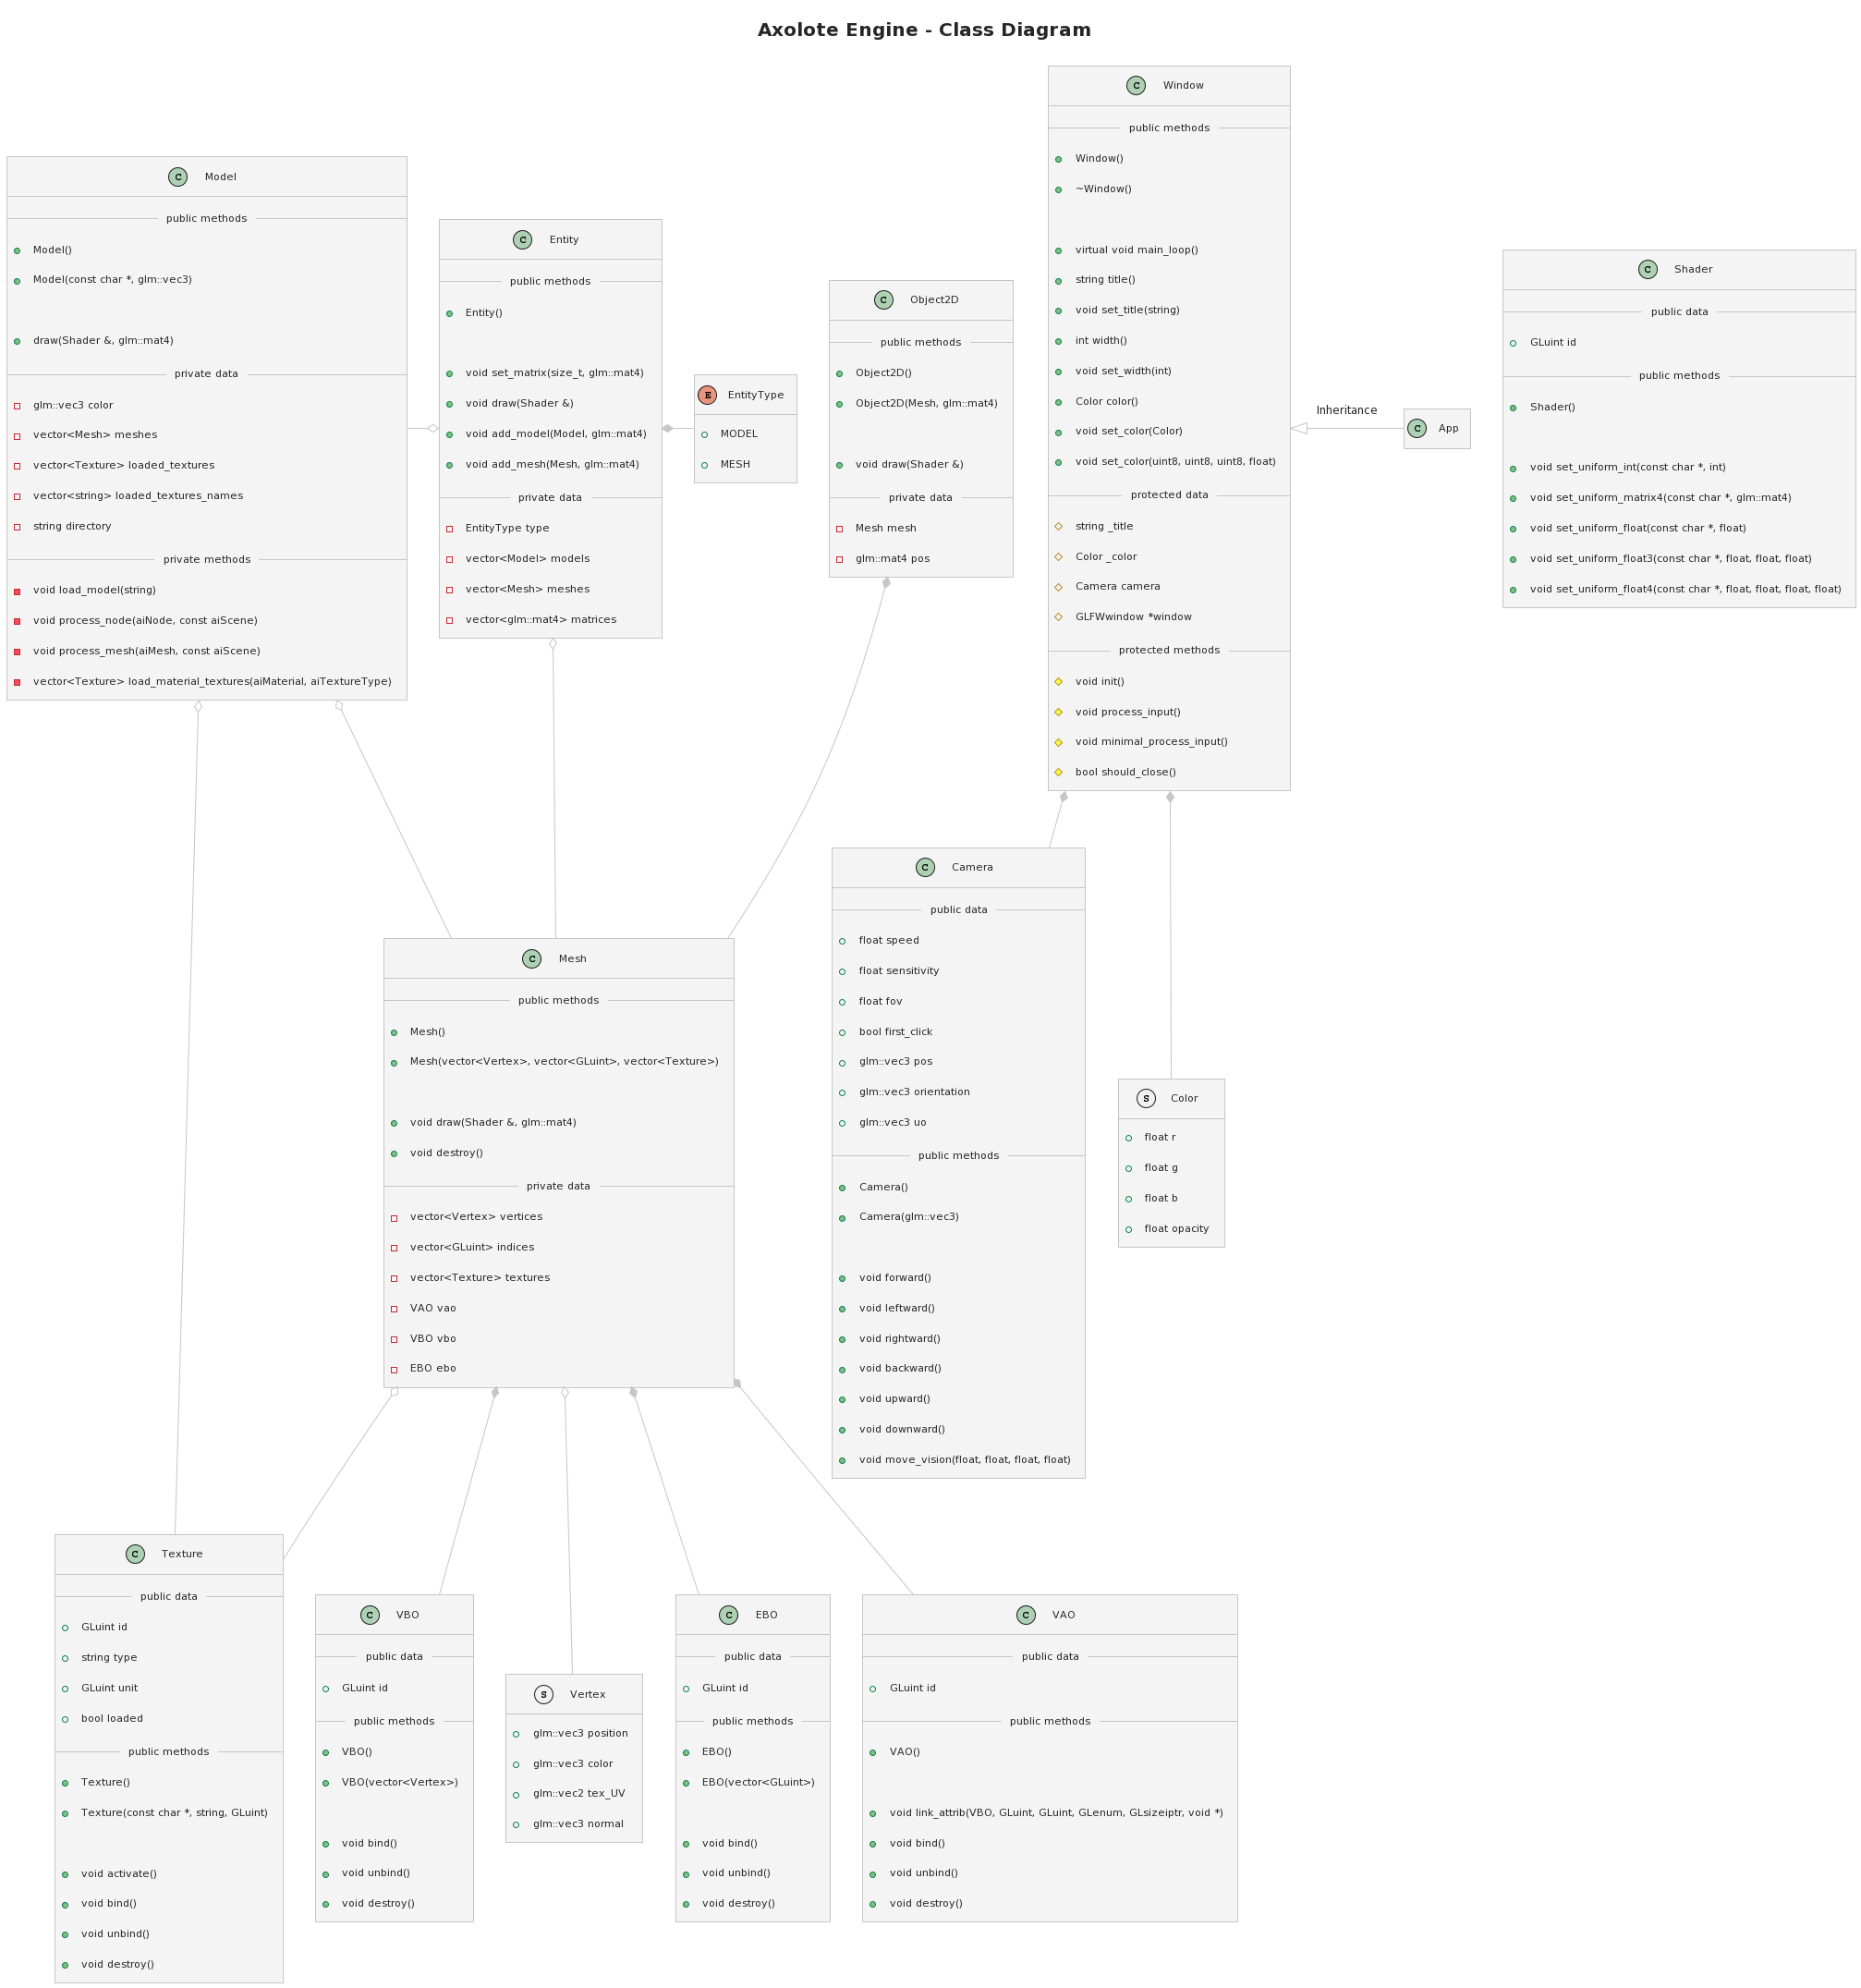 Axolote Engine - Class Diagram
C Window
public methods
Window()
~Window()
virtual void main_loop()
string title()
void set_title(string)
int width()
void set_width(int)
Color color()
void set_color(Color)
void set_color(uint8, uint8, uint8, float)
protected data
string _title
Color _color
Camera camera
GLFWwindow *window
protected methods
void init()
void process_input()
void minimal_process_input()
bool should_close()
C Model
public methods
Model()
Model(const char *, glm::vec3)
draw(Shader &, glm::mat4)
private data
glm::vec3 color
vector<Mesh> meshes
vector<Texture> loaded_textures
vector<string> loaded_textures_names
string directory
private methods
void load_model(string)
void process_node(aiNode, const aiScene)
void process_mesh(aiMesh, const aiScene)
vector<Texture> load_material_textures(aiMaterial, aiTextureType)
C Entity
public methods
Entity()
void set_matrix(size_t, glm::mat4)
void draw(Shader &)
void add_model(Model, glm::mat4)
void add_mesh(Mesh, glm::mat4)
private data
EntityType type
vector<Model> models
vector<Mesh> meshes
vector<glm::mat4> matrices
E EntityType
MODEL
MESH
C Object2D
public methods
Object2D()
Object2D(Mesh, glm::mat4)
void draw(Shader &)
private data
Mesh mesh
glm::mat4 pos
Inheritance
C App
C Shader
public data
GLuint id
public methods
Shader()
void set_uniform_int(const char *, int)
void set_uniform_matrix4(const char *, glm::mat4)
void set_uniform_float(const char *, float)
void set_uniform_float3(const char *, float, float, float)
void set_uniform_float4(const char *, float, float, float, float)
C Camera
public data
float speed
float sensitivity
float fov
bool first_click
glm::vec3 pos
glm::vec3 orientation
glm::vec3 uo
public methods
Camera()
Camera(glm::vec3)
void forward()
void leftward()
void rightward()
void backward()
void upward()
void downward()
void move_vision(float, float, float, float)
C Mesh
public methods
Mesh()
Mesh(vector<Vertex>, vector<GLuint>, vector<Texture>)
void draw(Shader &, glm::mat4)
void destroy()
private data
vector<Vertex> vertices
vector<GLuint> indices
vector<Texture> textures
VAO vao
VBO vbo
EBO ebo
S Color
float r
float g
float b
float opacity
C Texture
public data
GLuint id
string type
GLuint unit
bool loaded
public methods
Texture()
Texture(const char *, string, GLuint)
void activate()
void bind()
void unbind()
void destroy()
C VBO
public data
GLuint id
public methods
VBO()
VBO(vector<Vertex>)
void bind()
void unbind()
void destroy()
S Vertex
glm::vec3 position
glm::vec3 color
glm::vec2 tex_UV
glm::vec3 normal
C EBO
public data
GLuint id
public methods
EBO()
EBO(vector<GLuint>)
void bind()
void unbind()
void destroy()
C VAO
public data
GLuint id
public methods
VAO()
void link_attrib(VBO, GLuint, GLuint, GLenum, GLsizeiptr, void *)
void bind()
void unbind()
void destroy()